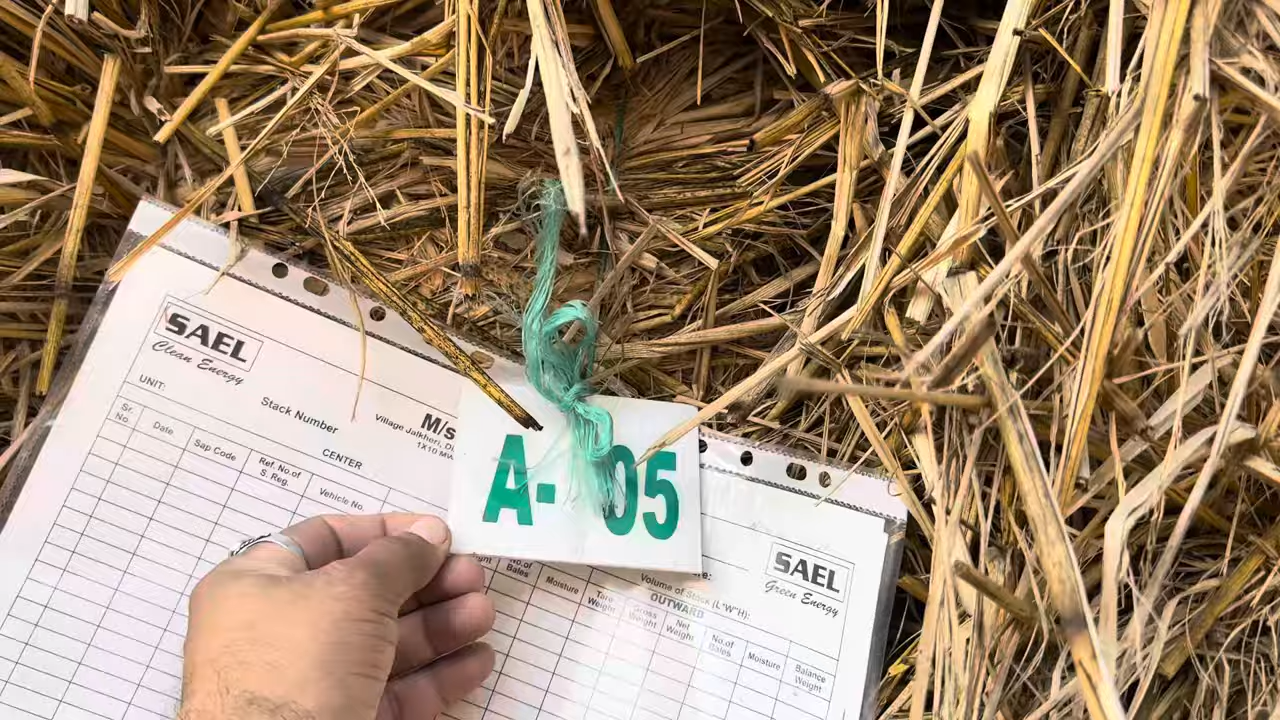 SAEL
Clean Energy
UNIT:
Stack Number
M/s
Village Jalkheri,
1X10 MW
CENTER
Sr. No.
Date
Sap Code
Ref. No.of S. Reg.
Vehicle No.
A- 05
SAEL
Green Energy
Volume of Stack (L*W*H):
OUTWARD
No.of Bales
Moisture
Tare Weight
Gross Weight
Net Weight
No.of Bales
Moisture
Balance Weight